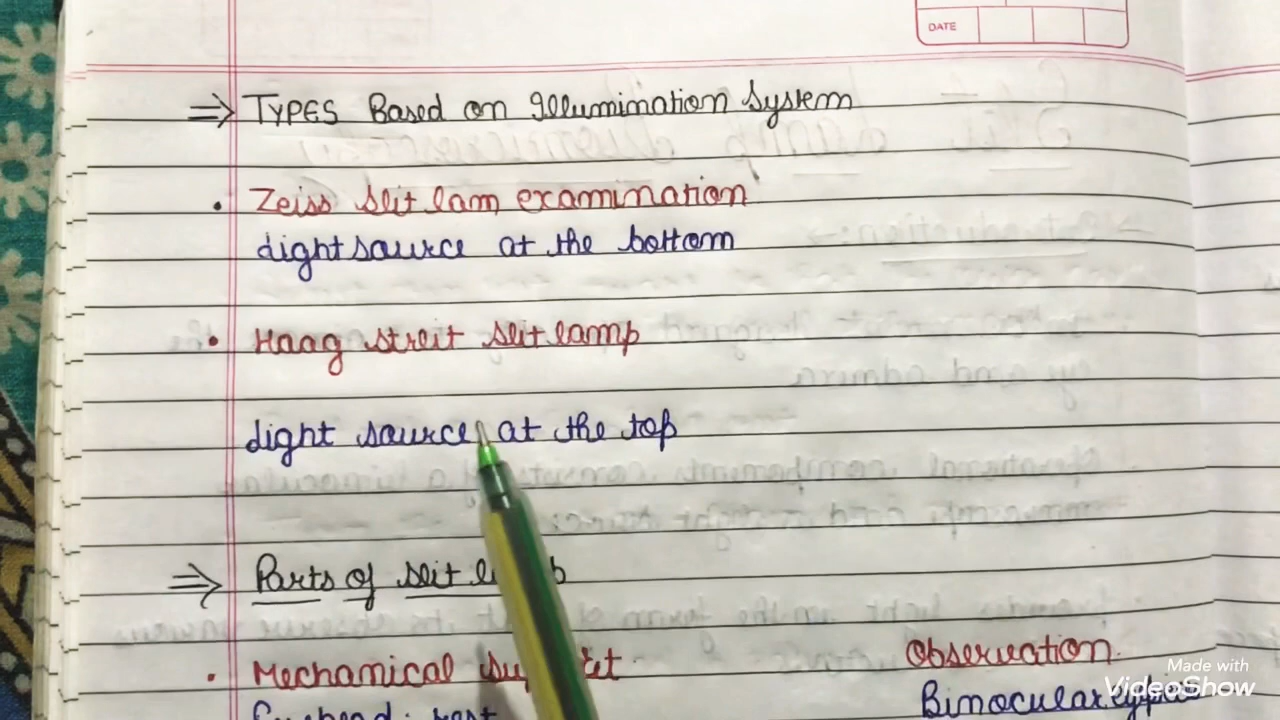 DATE
⇒ TYPES Based on Illumination System
• Zeiss slit lam examination
Light source at the bottom
• Haag streit slit lamp
Light source at the top
⇒ Parts of slit
• Mechanical
Observation
Binocular
rest
Made with
VideoShow